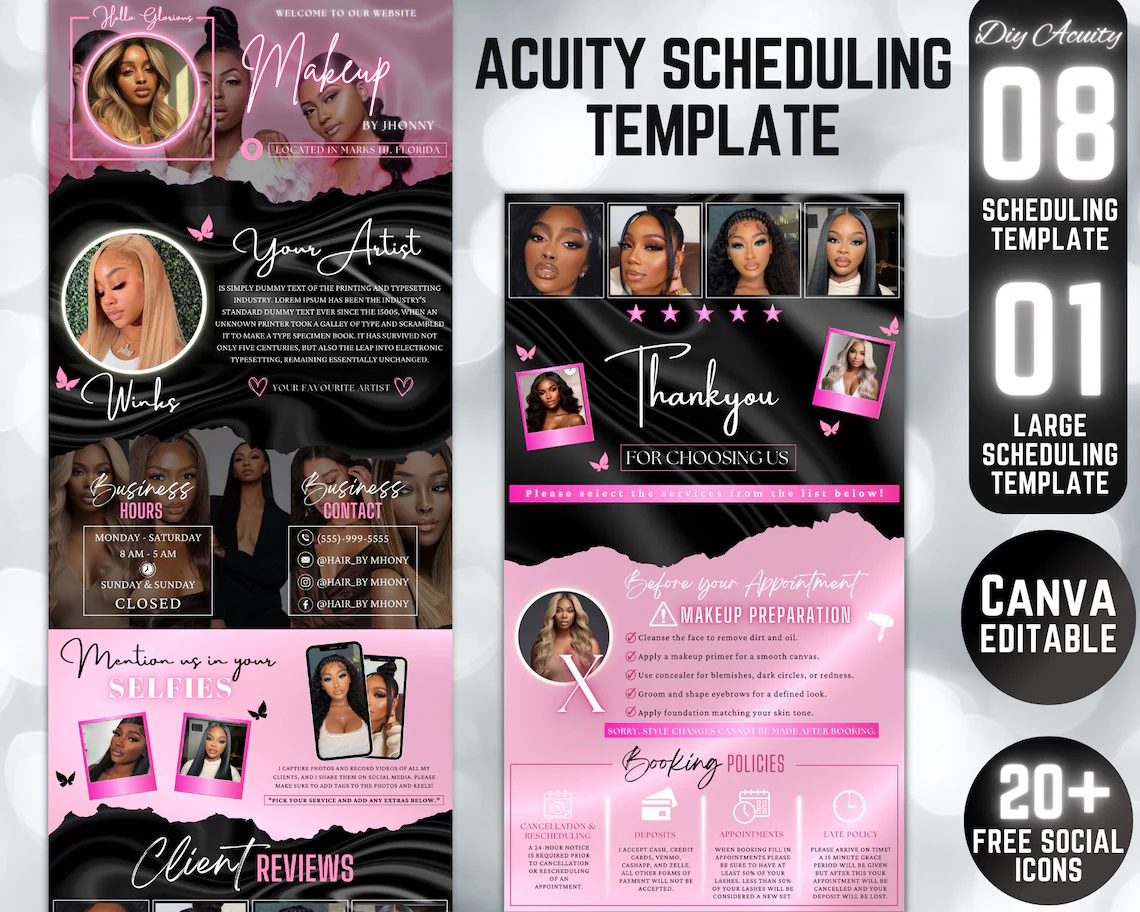 Hallo Glorious
WELCOME TO OUR WEBSITE
Makeup
BY JHONNY
LOCATED IN MARKS HJ, FLORIDA
Your Artist
IS SIMPLY DUMMY TEXT OF THE PRINTING AND TYPESETTING
INDUSTRY. LOREM IPSUM HAS BEEN THE INDUSTRY'S
STANDARD DUMMY TEXT EVER SINCE THE 1500S, WHEN AN
UNKNOWN PRINTER TOOK A GALLEY OF TYPE AND SCRAMBLED
IT TO MAKE A TYPE SPECIMEN BOOK. IT HAS SURVIVED NOT
ONLY FIVE CENTURIES, BUT ALSO THE LEAP INTO ELECTRONIC
TYPESETTING, REMAINING ESSENTIALLY UNCHANGED.
YOUR FAVOURITE ARTIST
Winks
Business
HOURS
MONDAY - SATURDAY
8 AM - 5 AM
SUNDAY & SUNDAY
CLOSED
Business
CONTACT
(555)-999-5555
@HAIR_BY MHONY
@HAIR_BY MHONY
@HAIR_BY MHONY
Mention us in your
SELFIES
I CAPTURE PHOTOS AND RECORD VIDEOS OF ALL MY
CLIENTS, AND I SHARE THEM ON SOCIAL MEDIA. PLEASE
MAKE SURE TO ADD TAGS TO THE PHOTOS AND REELS!
"PICK YOUR SERVICE AND ADD ANY EXTRAS BELOW."
Client REVIEWS
ACUITY SCHEDULING
TEMPLATE
Thankyou
FOR CHOOSING US
Please select the services from the list below!
Before your Appointment
MAKEUP PREPARATION
Cleanse the face to remove dirt and oil.
Apply a makeup primer for a smooth canvas.
Use concealer for blemishes, dark circles, or redness.
Groom and shape eyebrows for a defined look.
Apply foundation matching your skin tone.
X
SORRY, STYLE CHANGES CANNOT BE MADE AFTER BOOKING.
Booking POLICIES
CANCELLATION &
RESCHEDULING
A 24-HOUR NOTICE
IS REQUIRED PRIOR
TO CANCELLATION
OR RESCHEDULING
OF AN
APPOINTMENT.
DEPOSITS
I ACCEPT CASH, CREDIT
CARDS, VENMO,
CASHAPP, AND ZELLE.
ALL OTHER FORMS OF
PAYMENT WILL NOT BE
ACCEPTED.
APPOINTMENTS
WHEN BOOKING FILL IN
APPOINTMENTS PLEASE
BE SURE TO HAVE AT
LEAST 50% OF YOUR
LASHES. LESS THAN 50%
OF YOUR LASHES WILL BE
CONSIDERED A NEW SET.
LATE POLICY
PLEASE ARRIVE ON TIME!
A 15 MINUTE GRACE
PERIOD WILL BE GIVEN
BUT AFTER THIS YOUR
APPOINTMENT WILL BE
CANCELLED AND YOUR
DEPOSIT WILL BE LOST.
Diy Acuity
08
SCHEDULING
TEMPLATE
01
LARGE
SCHEDULING
TEMPLATE
CANVA
EDITABLE
20+
FREE SOCIAL
ICONS